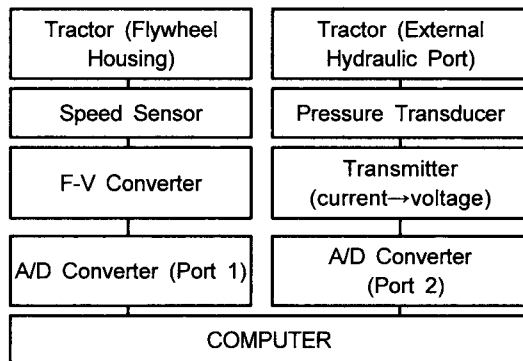 Tractor (Flywheel
Housing)
Speed Sensor
F-V Converter
A/D Converter (Port 1)
Tractor (External
Hydraulic Port)
Pressure Transducer
Transmitter
(current→voltage)
A/D Converter
(Port 2)
COMPUTER